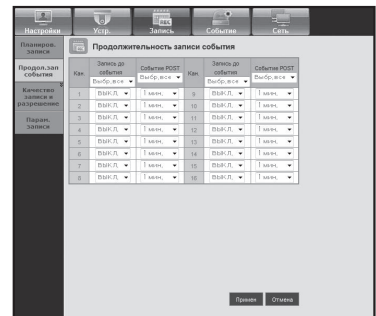 REC
Настройки Устр. Запись Событие Сеть
Планиров. записи
Продол.зап события
Качество записи и разрешение
Парам. записи
Продолжительность записи события
Кан. Запись до события Событие POST Кан. Запись до события Событие POST
Выбр,все Выбр,все Выбр,все Выбр,все
1 ВЫКЛ, 1 мин, 9 ВЫКЛ, 1 мин,
2 ВЫКЛ, 1 мин, 10 ВЫКЛ, 1 мин,
3 ВЫКЛ, 1 мин, 11 ВЫКЛ, 1 мин,
4 ВЫКЛ, 1 мин, 12 ВЫКЛ, 1 мин,
5 ВЫКЛ, 1 мин, 13 ВЫКЛ, 1 мин,
6 ВЫКЛ, 1 мин, 14 ВЫКЛ, 1 мин,
7 ВЫКЛ, 1 мин, 15 ВЫКЛ, 1 мин,
8 ВЫКЛ, 1 мин, 16 ВЫКЛ, 1 мин,
Примен Отмена